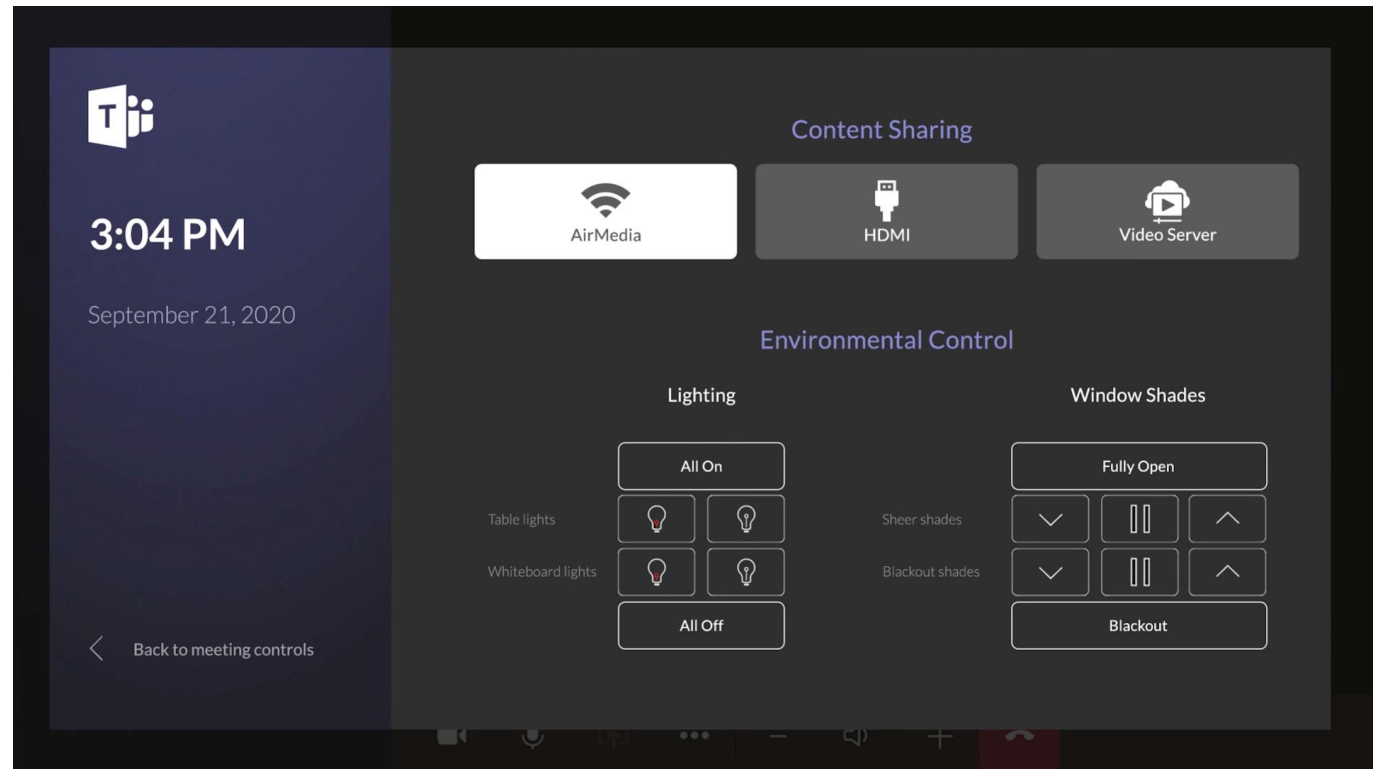 T
3:04 PM
September 21, 2020
Back to meeting controls
Content Sharing
AirMedia
HDMI
Video Server
Environmental Control
Lighting
Window Shades
All On
Fully Open
Table lights
Sheer shades
Whiteboard lights
Blackout shades
All Off
Blackout